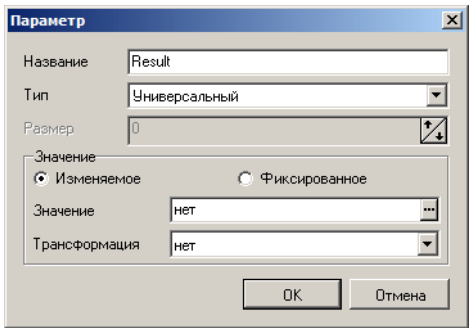 Параметр
Название Result
Тип Универсальный
Размер 0
Значение
Изменяемое Фиксированное
Значение нет ...
Трансформация нет
OK Отмена